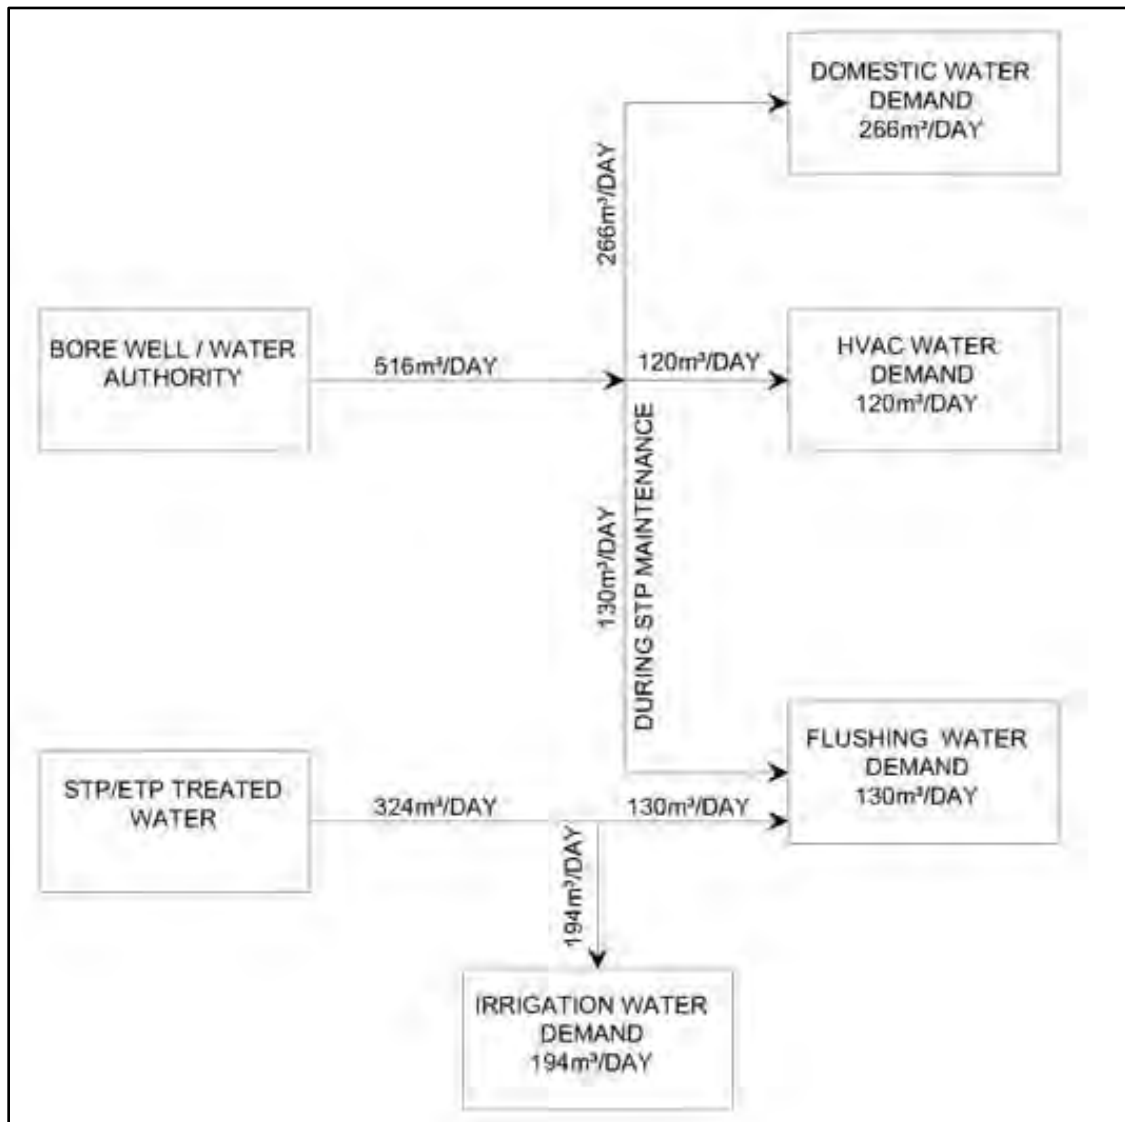 DOMESTIC WATER
DEMAND
266m³/DAY
266m³/DAY
BORE WELL / WATER
AUTHORITY
516m³/DAY
120m³/DAY
HVAC WATER
DEMAND
120m³/DAY
130m³/DAY
DURING STP MAINTENANCE
STP/ETP TREATED
WATER
324m³/DAY
130m³/DAY
FLUSHING WATER
DEMAND
130m³/DAY
194m³/DAY
IRRIGATION WATER
DEMAND
194m³/DAY